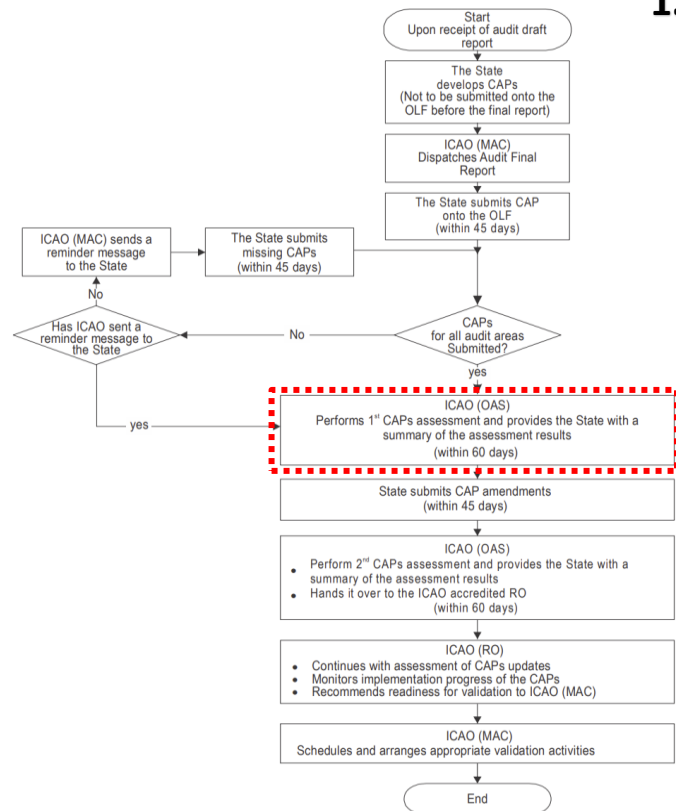 1.
Start
Upon receipt of audit draft
report
The State
develops CAPs
(Not to be submitted onto the
OLF before the final report)
ICAO (MAC)
Dispatches Audit Final
Report
The State submits CAP
onto the OLF
(within 45 days)
ICAO (MAC) sends a
reminder message
to the State
The State submits
missing CAPs
(within 45 days)
No
Has ICAO sent a
reminder message to
the State
No
CAPs
for all audit areas
Submitted?
yes
yes
ICAO (OAS)
Performs 1st CAPs assessment and provides the State with a
summary of the assessment results
(within 60 days)
State submits CAP amendments
(within 45 days)
ICAO (OAS)
• Perform 2nd CAPs assessment and provides the State with a
summary of the assessment results
• Hands it over to the ICAO accredited RO
(within 60 days)
ICAO (RO)
• Continues with assessment of CAPs updates
• Monitors implementation progress of the CAPs
• Recommends readiness for validation to ICAO (MAC)
ICAO (MAC)
Schedules and arranges appropriate validation activities
End